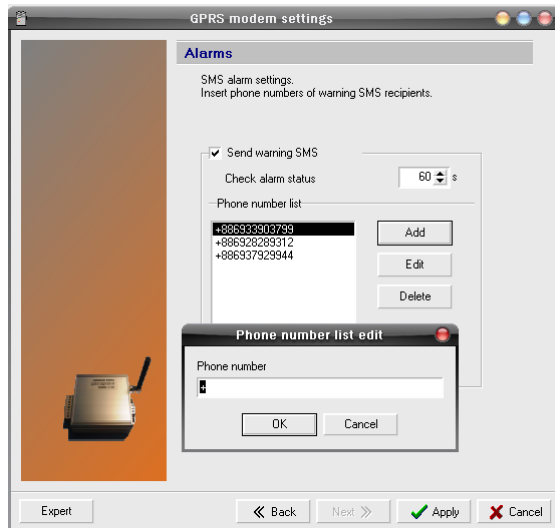 GPRS modem settings
Alarms
SMS alarm settings.
Insert phone numbers of warning SMS recipients.
Send warning SMS
Check alarm status 60 s
Phone number list
+886933903799
+886928289312
+886937929944
Add
Edit
Delete
Phone number list edit
Phone number
+
OK Cancel
Expert Back Next Apply Cancel